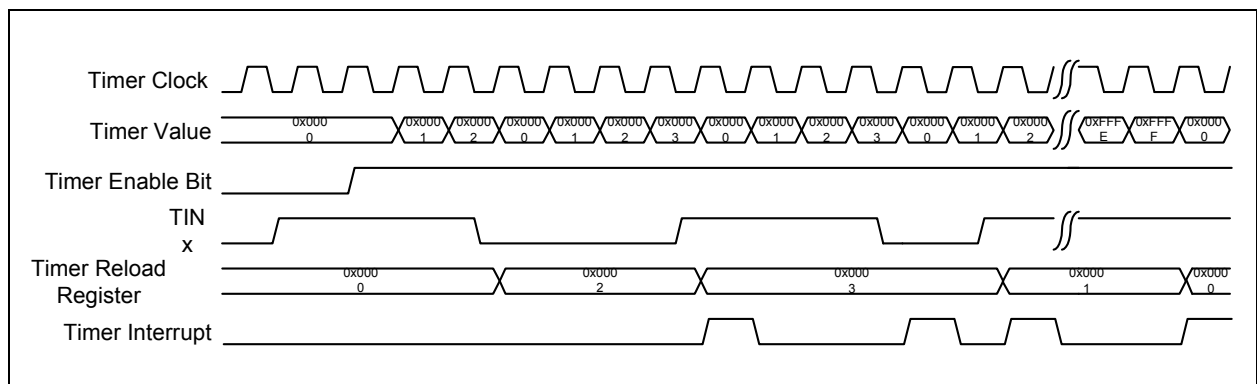 Timer Clock
Timer Value
0x000 0x000 0x000 0x000 0x000 0x000 0x000 0x000 0x000 0x000 0x000 0x000 0x000 0x000 0xFFF 0xFFF 0x000
0 1 2 0 1 2 3 0 1 2 3 0 1 2 E F 0
Timer Enable Bit
TIN
x
Timer Reload
Register
0x000 0x000 0x000 0x000 0x000
0 2 3 1 0
Timer Interrupt